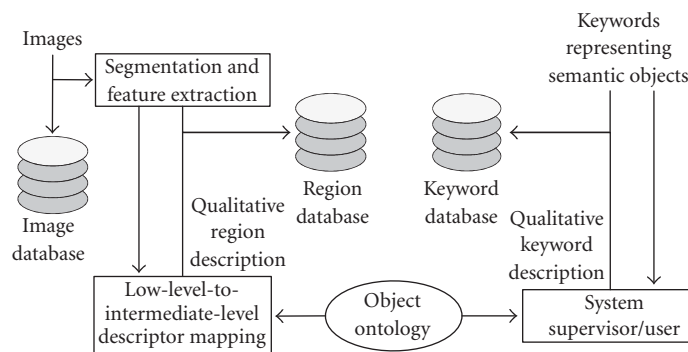 Images
Segmentation and
feature extraction
Keywords
representing
semantic objects
Image
database
Region
database
Keyword
database
Qualitative
region
description
Qualitative
keyword
description
Low-level-to-
intermediate-level
descriptor mapping
Object
ontology
System
supervisor/user